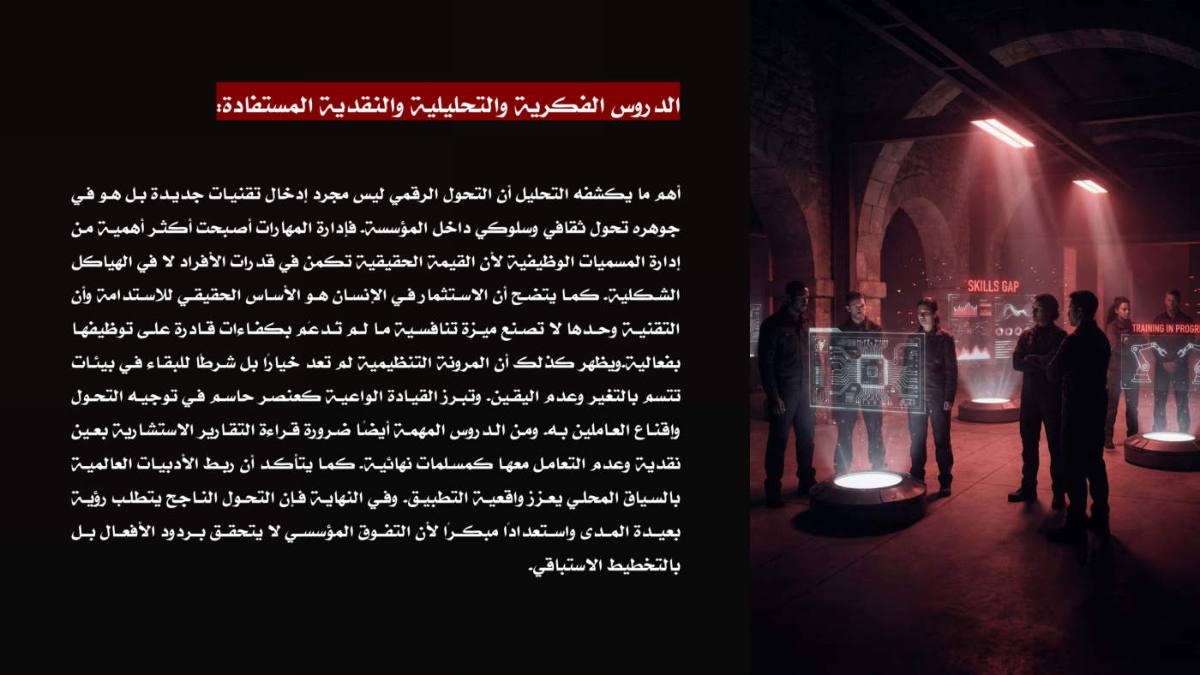 الدروس الفكرية والتحليلية والنقدية المستفادة:
أهم ما يكشفه التحليل أن التحول الرقمي ليس مجرد إدخال تقنيات جديدة بل هو في
جوهره تحول ثقافي وسلوكي داخل المؤسسة. فإدارة المهارات أصبحت أكثر أهمية من
إدارة المسميات الوظيفية لأن القيمة الحقيقية تكمن في قدرات الأفراد لا في الهياكل
الشكلية. كما يتضح أن الاستثمار في الإنسان هو الأساس الحقيقي للاستدامة وأن
التقنية وحدها لا تصنع ميزة تنافسية ما لم تدعَم بكفاءات قادرة على توظيفها
بفعالية.ويظهر كذلك أن المرونة التنظيمية لم تعد خيارًا بل شرطًا للبقاء في بيئات
تتسم بالتغير وعدم اليقين. وتبرز القيادة الواعية كعنصر حاسم في توجيه التحول
واقناع العاملين به. ومن الدروس المهمة أيضًا ضرورة قراءة التقارير الاستشارية بعين
نقدية وعدم التعامل معها كمسلمات نهائية. كما يتأكد أن ربط الأدبيات العالمية
بالسياق المحلي يعزز واقعية التطبيق. وفي النهاية فإن التحول الناجح يتطلب رؤية
بعيدة المدى واستعدادًا مبكرًا لأن التفوق المؤسسي لا يتحقق بردود الأفعال بل
بالتخطيط الاستباقي.
SKILLS GAP
TRAINING IN PROGRE